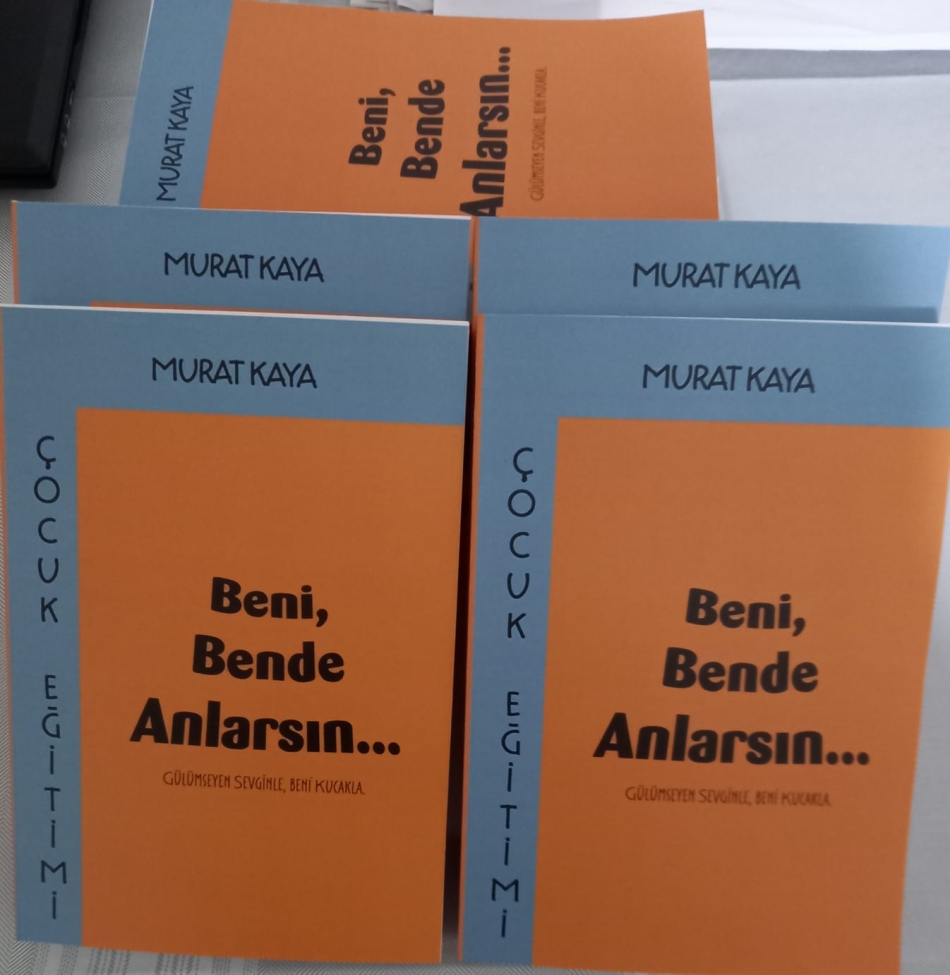 MURAT KAYA
Beni,
Bende
Anlarsın...
GÜLÜMSEYEN SEVGİNLE, BENİ KUCAKLA.
MURAT KAYA
MURAT KAYA
MURAT KAYA
ÇOCUK EĞİTİMİ
Beni,
Bende
Anlarsın...
GÜLÜMSEYEN SEVGİNLE, BENİ KUCAKLA.
MURAT KAYA
ÇOCUK EĞİTİMİ
Beni,
Bende
Anlarsın...
GÜLÜMSEYEN SEVGİNLE, BENİ KUCAKLA.